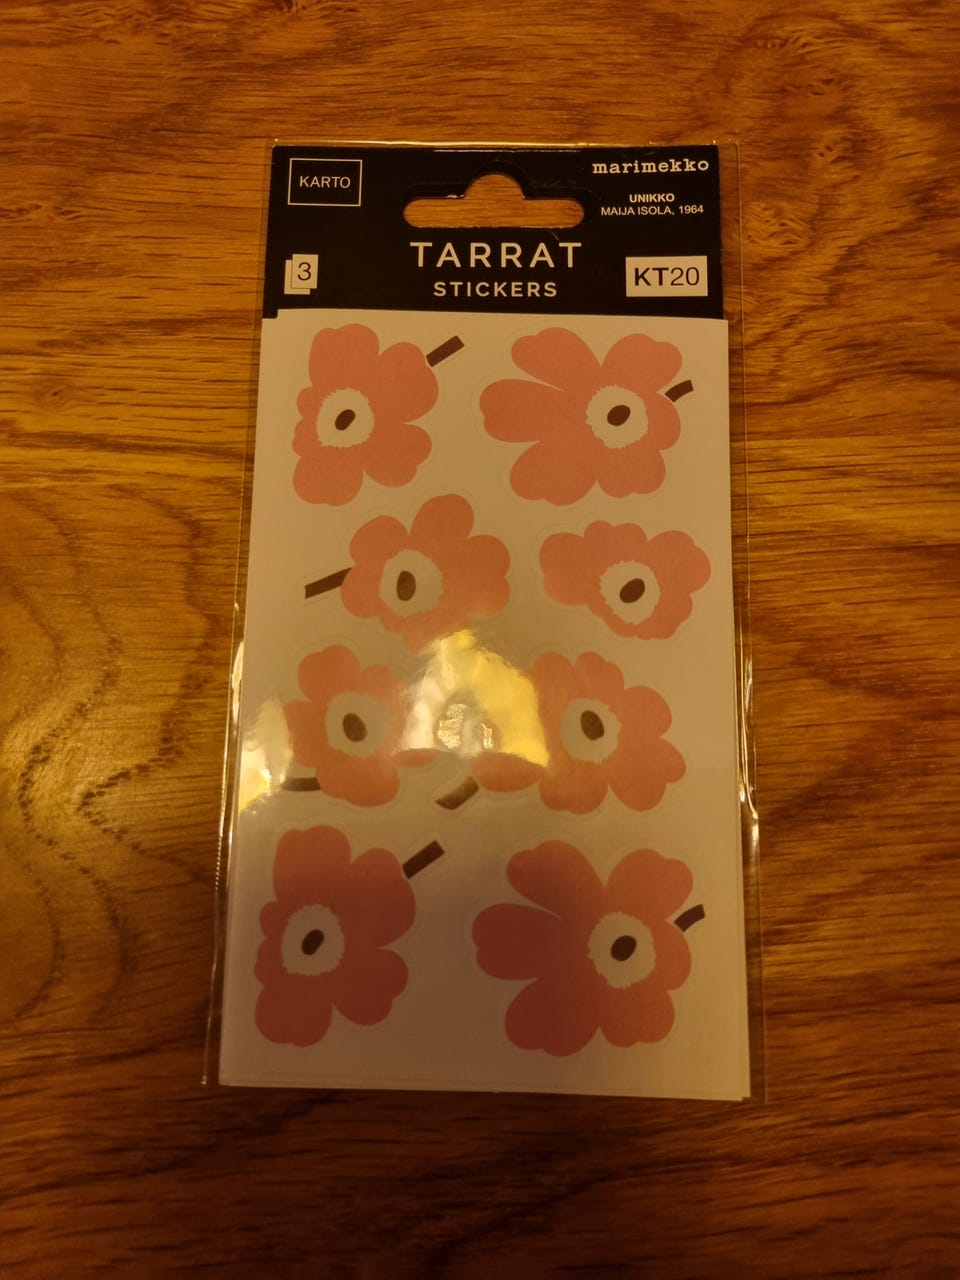 KARTO
marimekko
UNIKKO
MAIJA ISOLA, 1964
TARRAT
3
STICKERS
KT20